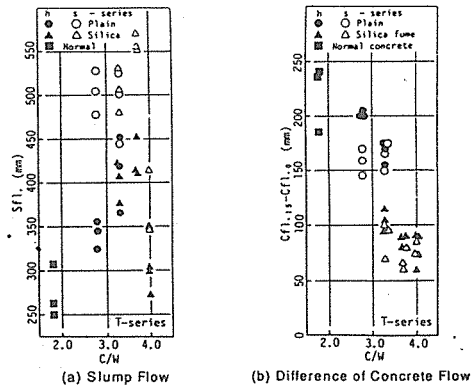 h s - series
Plain
Silica
Normal
550
500
450
400
350
300
250
Sfl. (mm)
T-series
2.0 3.0 4.0
C/W
(a) Slump Flow
h s - series
Plain
Silica fume
Normal concrete
250
200
150
100
50
0
Cfl.15-Cfl.0 (mm)
T-series
2.0 3.0 4.0
C/W
(b) Difference of Concrete Flow